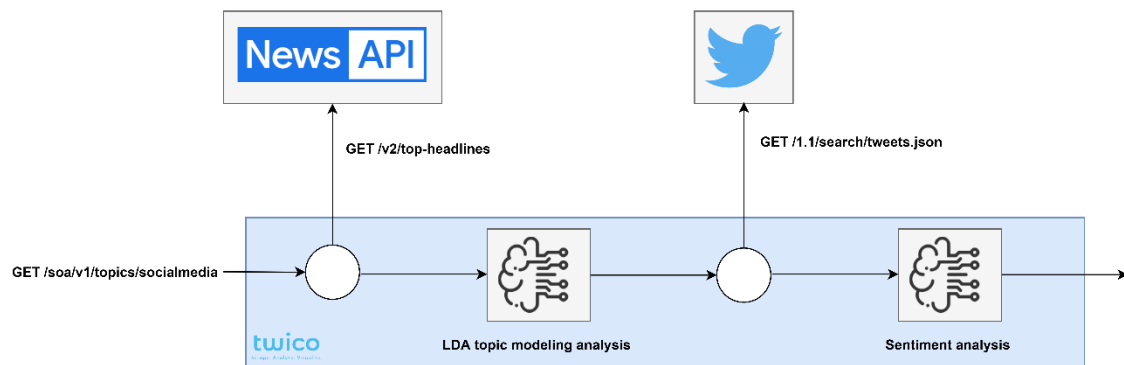 News API
GET /v2/top-headlines
GET /1.1/search/tweets.json
GET /soa/v1/topics/socialmedia
LDA topic modeling analysis
Sentiment analysis
twico